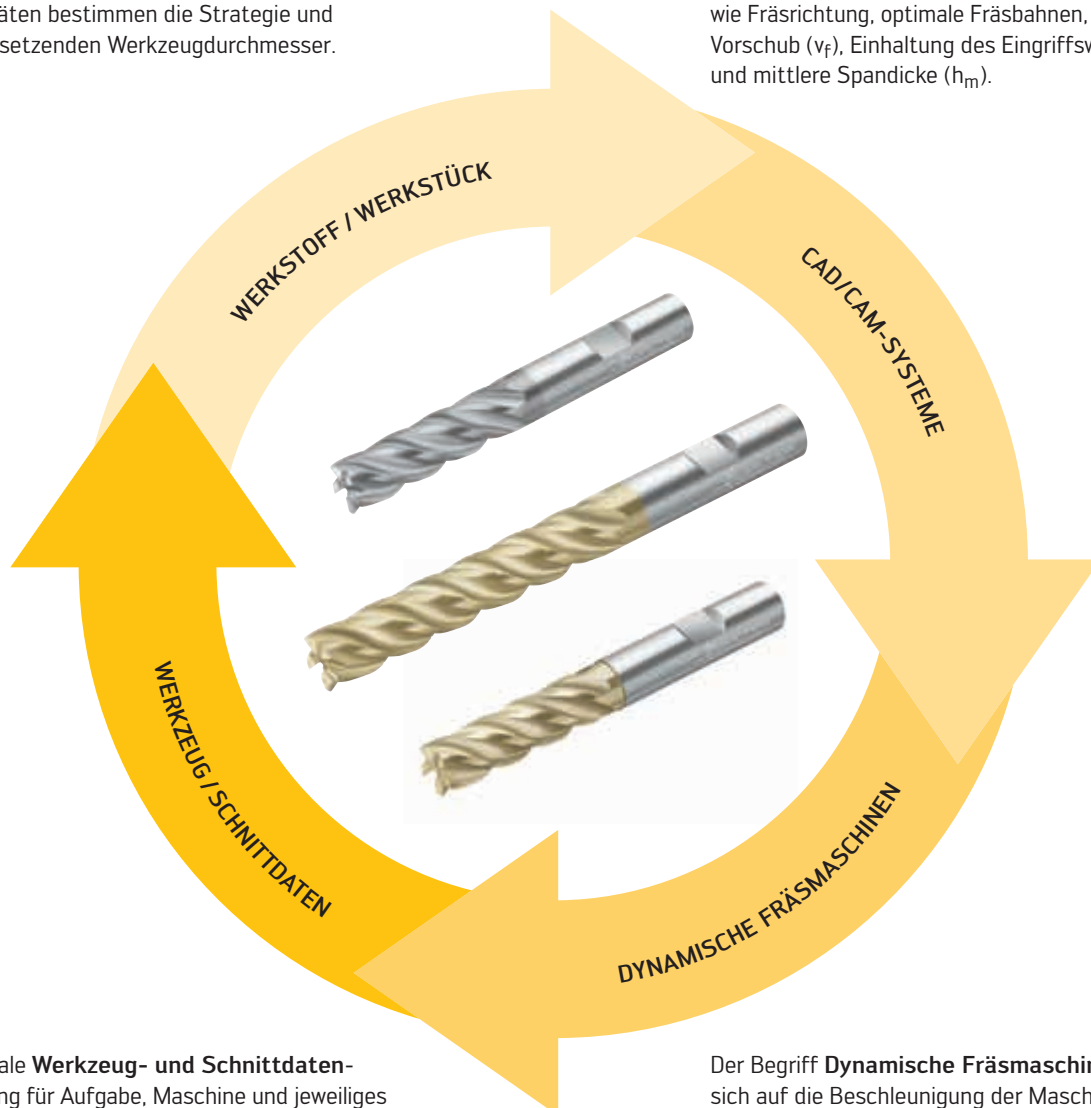 täten bestimmen die Strategie und
setzenden Werkzeugdurchmesser.
wie Fräsrichtung, optimale Fräsbahnen,
Vorschub (vf), Einhaltung des Eingriffsw
und mittlere Spandicke (hm).
WERKSTOFF / WERKSTÜCK
CAD/CAM-SYSTEME
WERKZEUG / SCHNITTDATEN
DYNAMISCHE FRÄSMASCHINEN
ale Werkzeug- und Schnittdaten-
ng für Aufgabe, Maschine und jeweiliges
Der Begriff Dynamische Fräsmaschin
sich auf die Beschleunigung der Masch